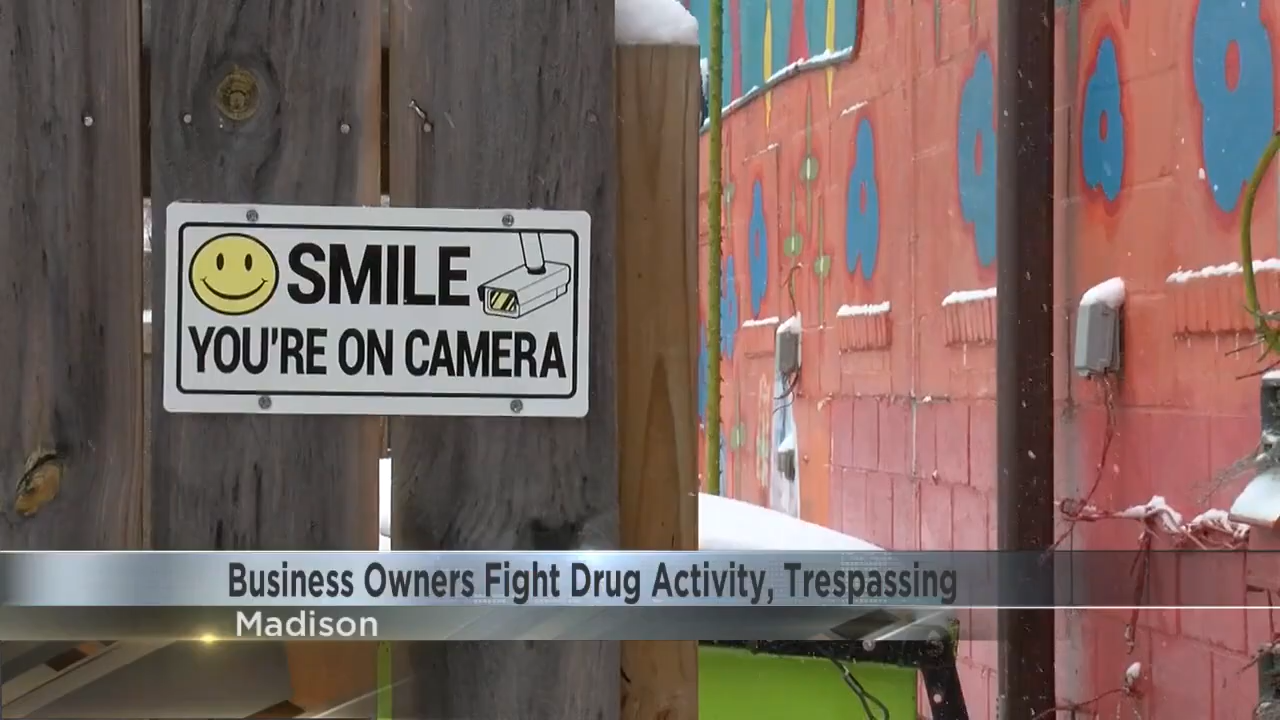 SMILE
YOU'RE ON CAMERA
Business Owners Fight Drug Activity, Trespassing
Madison